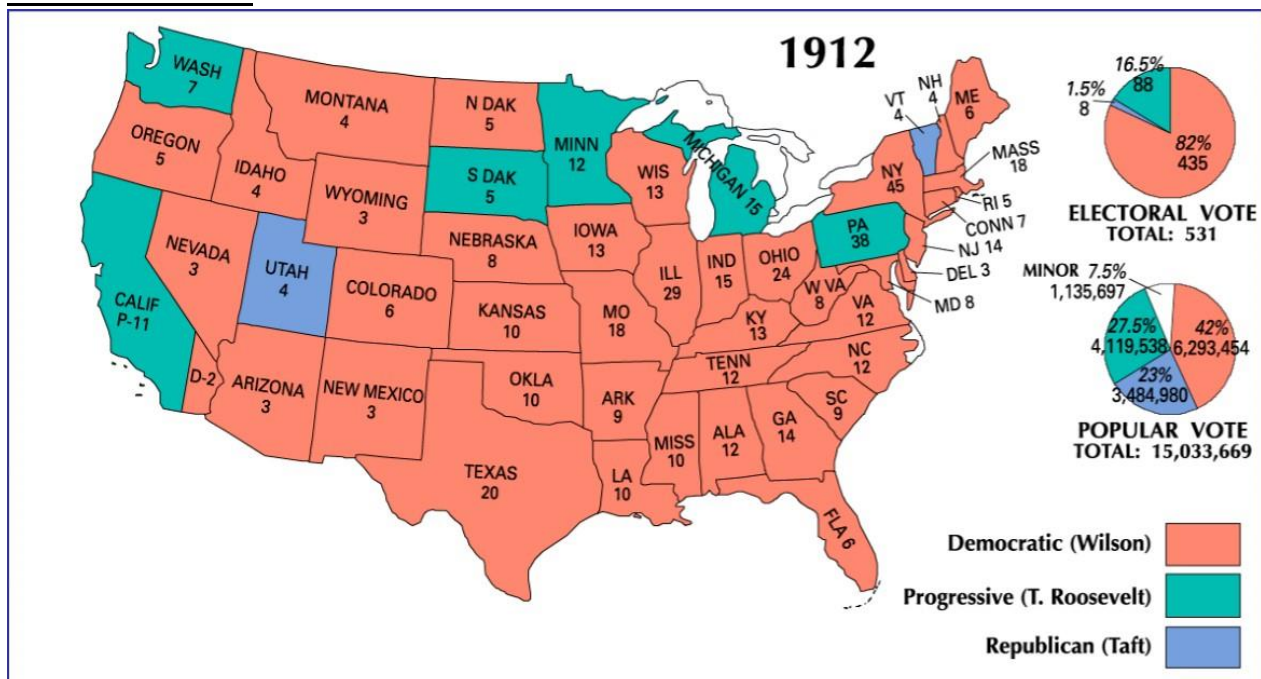 1912
WASH
7
OREGON
5
CALIF
P-11
D-2
NEVADA
3
IDAHO
4
MONTANA
4
WYOMING
3
UTAH
4
ARIZONA
3
COLORADO
6
NEW MEXICO
3
N DAK
5
S DAK
5
NEBRASKA
8
KANSAS
10
OKLA
10
TEXAS
20
MINN
12
IOWA
13
MO
18
ARK
9
LA
10
WIS
13
ILL
29
MICHIGAN 15
IND
15
OHIO
24
KY
13
TENN
12
MISS
10
ALA
12
GA
14
FLA 6
SC
9
NC
12
VA
12
W VA
8
PA
38
NY
45
VT
4
NH
4
ME
6
MASS
18
RI 5
CONN 7
NJ 14
DEL 3
MD 8
16.5%
88
1.5%
8
82%
435
ELECTORAL VOTE
TOTAL: 531
MINOR 7.5%
1,135,697
27.5%
4,119,538
42%
6,293,454
23%
3,484,980
POPULAR VOTE
TOTAL: 15,033,669
Democratic (Wilson)
Progressive (T. Roosevelt)
Republican (Taft)